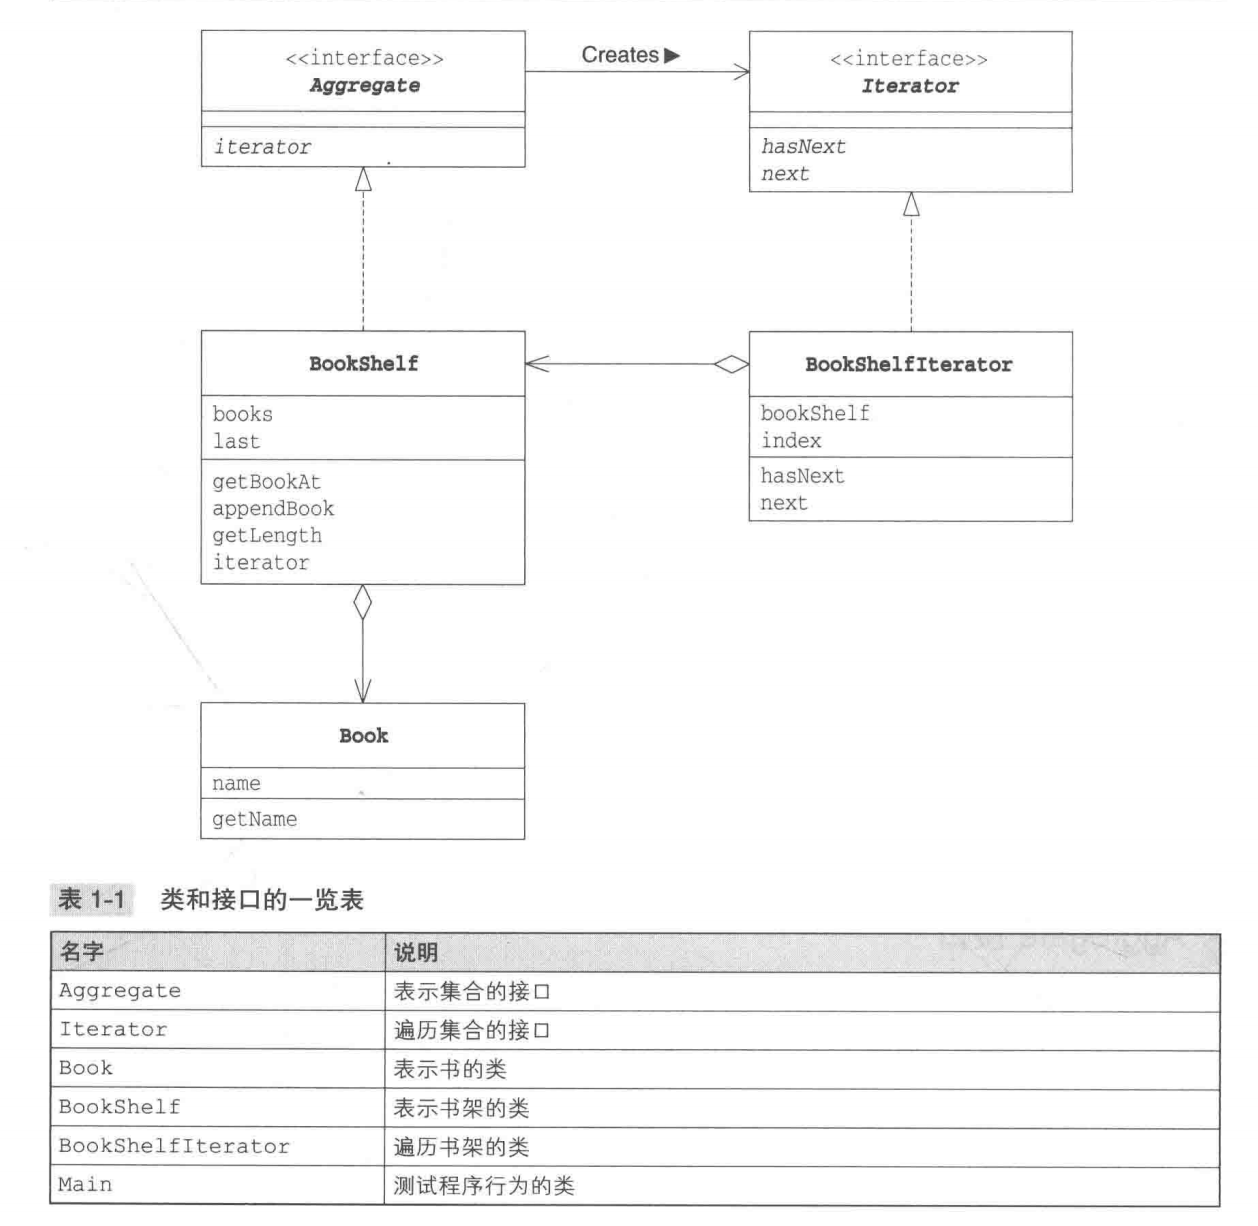 <<interface>>
Aggregate
Creates▶
<<interface>>
Iterator
iterator
hasNext
next
BookShelf
books
last
getBookAt
appendBook
getLength
iterator
BookShelfIterator
bookShelf
index
hasNext
next
Book
name
getName
表 1-1 类和接口的一览表
名字 说明
Aggregate 表示集合的接口
Iterator 遍历集合的接口
Book 表示书的类
BookShelf 表示书架的类
BookShelfIterator 遍历书架的类
Main 测试程序行为的类